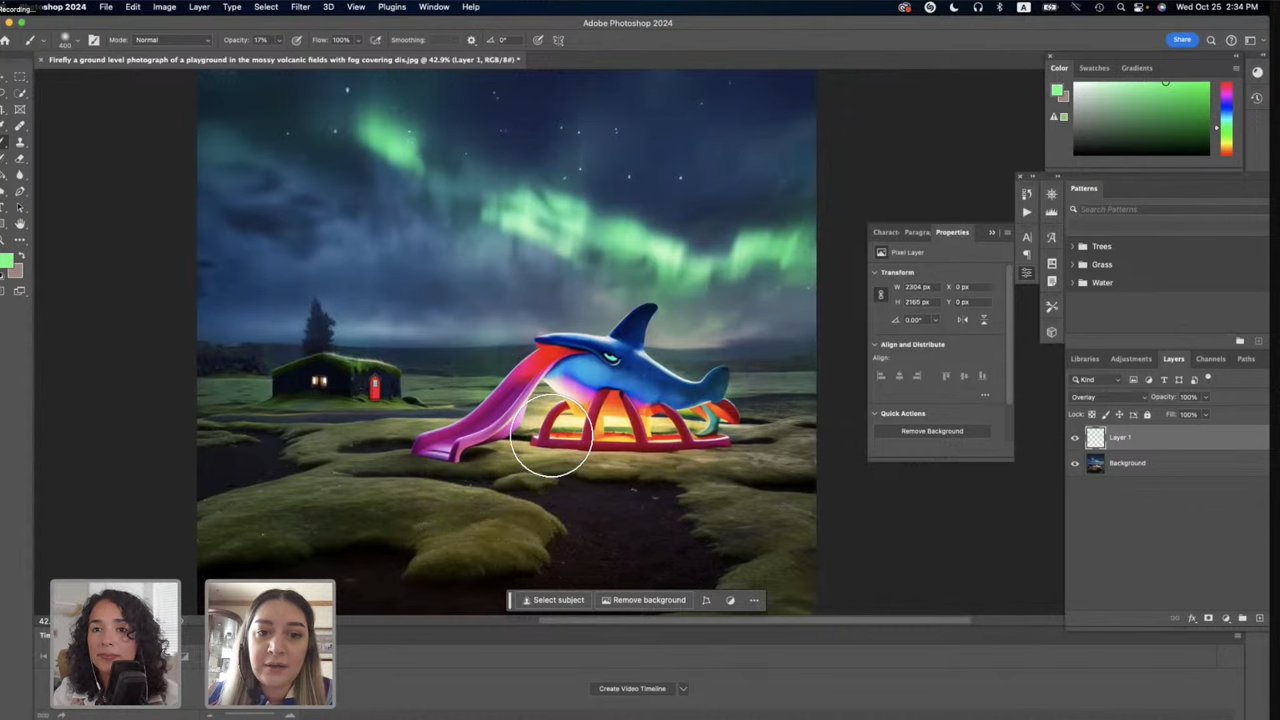 Recording...
Photoshop 2024 File Edit Image Layer Type Select Filter 3D View Plugins Window Help
A
Wed Oct 25 2:34 PM
Adobe Photoshop 2024
400
Mode: Normal
Opacity: 17%
Flow: 100%
Smoothing:
0°
Share
Firefly a ground level photograph of a playground in the mossy volcanic fields with fog covering dis.jpg @ 42.9% (Layer 1, RGB/8#) *
Color Swatches Gradients
Patterns
Search Patterns
Trees
Grass
Water
Charact Paragra Properties
Pixel Layer
Transform
W 2304 px X 0 px
H 2165 px Y 0 px
0.00°
Align and Distribute
Align:
Quick Actions
Remove Background
Libraries Adjustments Layers Channels Paths
Kind
Overlay Opacity: 100%
Lock: Fill: 100%
Layer 1
Background
Select subject Remove background
42.
Tim
Create Video Timeline